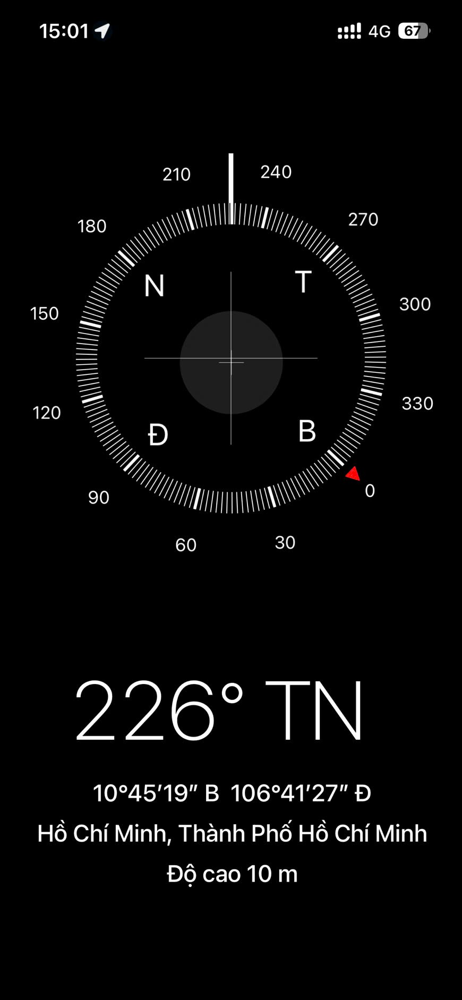 15:01 4G 67
210 240
180 270
N T
150 300
120 330
Đ B
90 0
60 30
226° TN
10°45′19″ B 106°41′27″ Đ
Hồ Chí Minh, Thành Phố Hồ Chí Minh
Độ cao 10 m